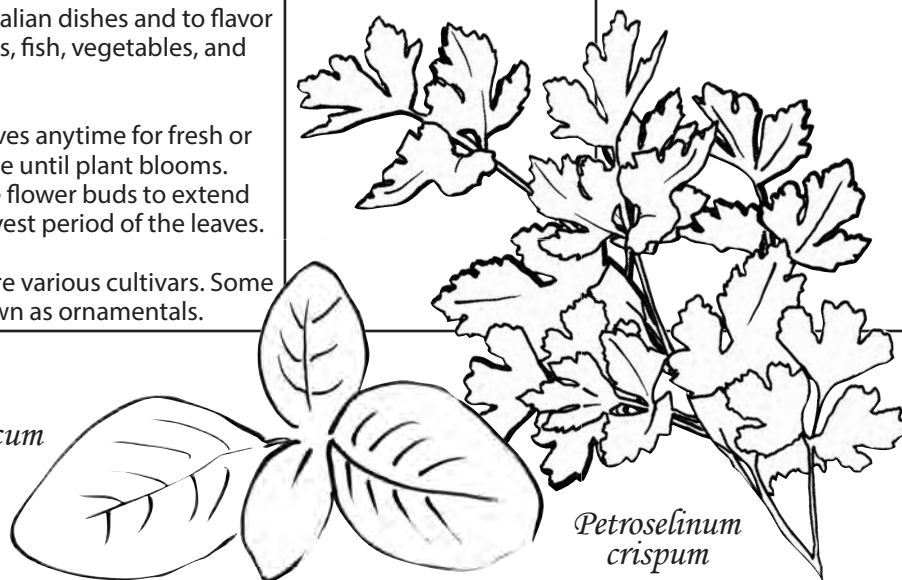 alian dishes and to flavor
s, fish, vegetables, and
ves anytime for fresh or
e until plant blooms.
e flower buds to extend
vest period of the leaves.
re various cultivars. Some
wn as ornamentals.
cum
Petroselinum
crispum